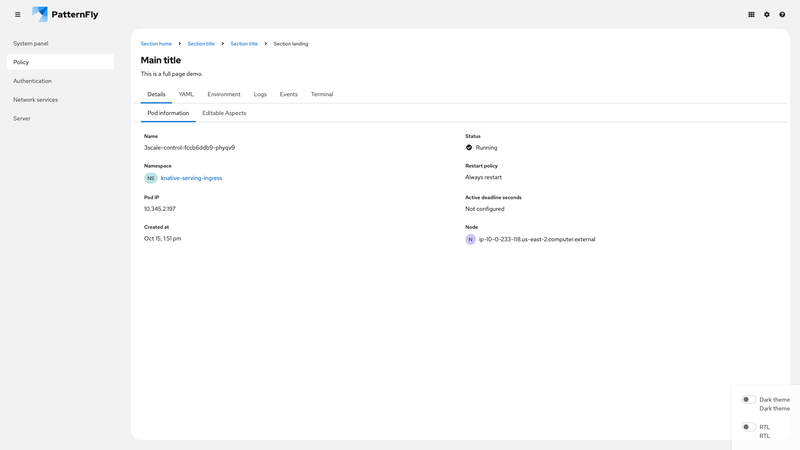 PatternFly
System panel
Policy
Authentication
Network services
Server
Section home
Section title
Section title
Section landing
Main title
This is a full page demo.
Details
YAML
Environment
Logs
Events
Terminal
Pod information
Editable Aspects
Name
3scale-control-fccb6ddb9-phyqv9
Status
Running
Namespace
NS
knative-serving-ingress
Restart policy
Always restart
Pod IP
10.345.2.197
Active deadline seconds
Not configured
Created at
Oct 15, 1:51 pm
Node
N
ip-10-0-233-118.us-east-2.computer.external
Dark theme
Dark theme
RTL
RTL